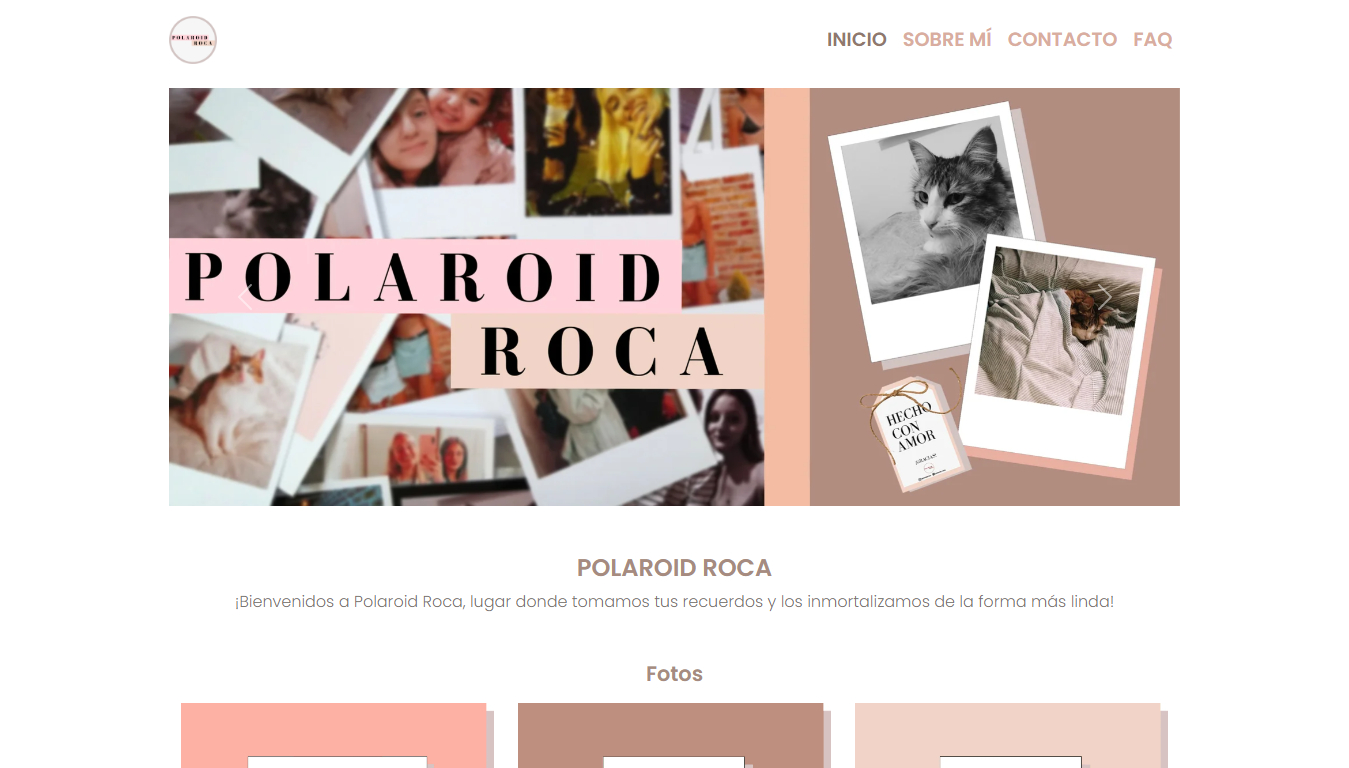 POLAROID
ROCA
INICIO SOBRE MÍ CONTACTO FAQ
POLAROID
ROCA
HECHO
CON
AMOR
¡GRACIAS!
POLAROID ROCA
¡Bienvenidos a Polaroid Roca, lugar donde tomamos tus recuerdos y los inmortalizamos de la forma más linda!
Fotos